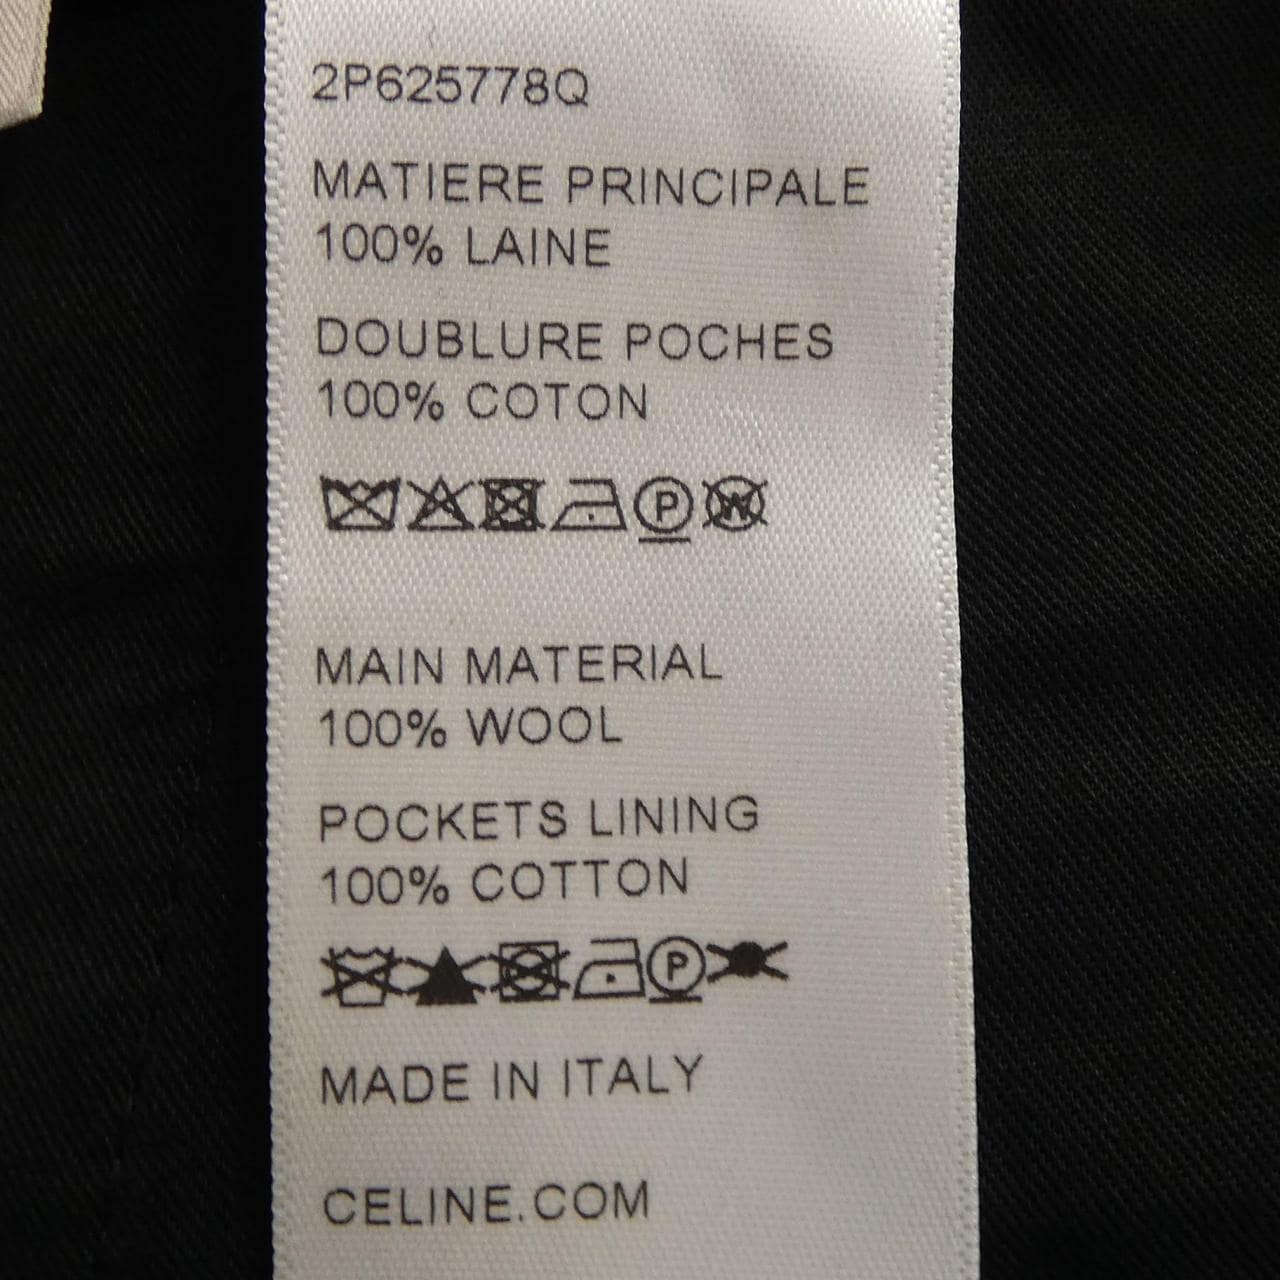 2P625778Q
MATIERE PRINCIPALE
100% LAINE
DOUBLURE POCHES
100% COTON
P W
MAIN MATERIAL
100% WOOL
POCKETS LINING
100% COTTON
P
MADE IN ITALY
CELINE.COM